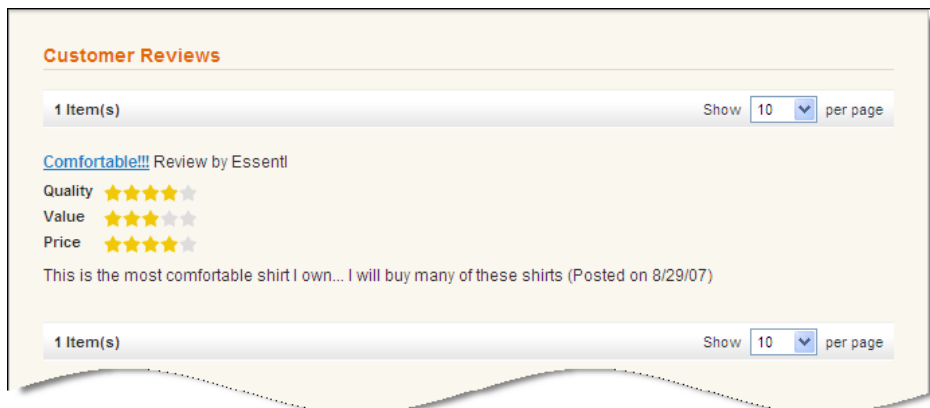 Customer Reviews
1 Item(s) Show 10 per page
Comfortable!!! Review by Essentl
Quality
Value
Price
This is the most comfortable shirt I own... I will buy many of these shirts (Posted on 8/29/07)
1 Item(s) Show 10 per page